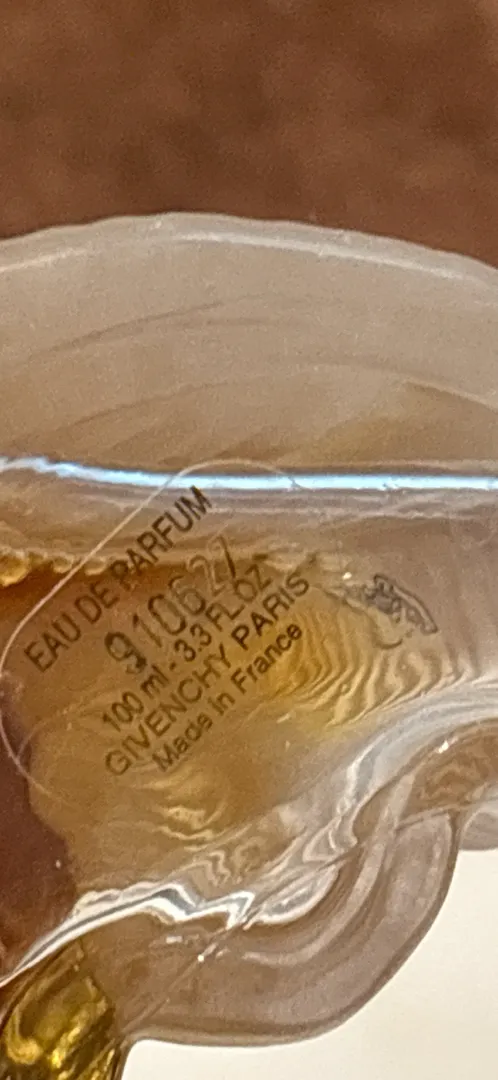 EAU DE PARFUM
910627
100 ml - 3.3 FL OZ
GIVENCHY PARIS
Made in France